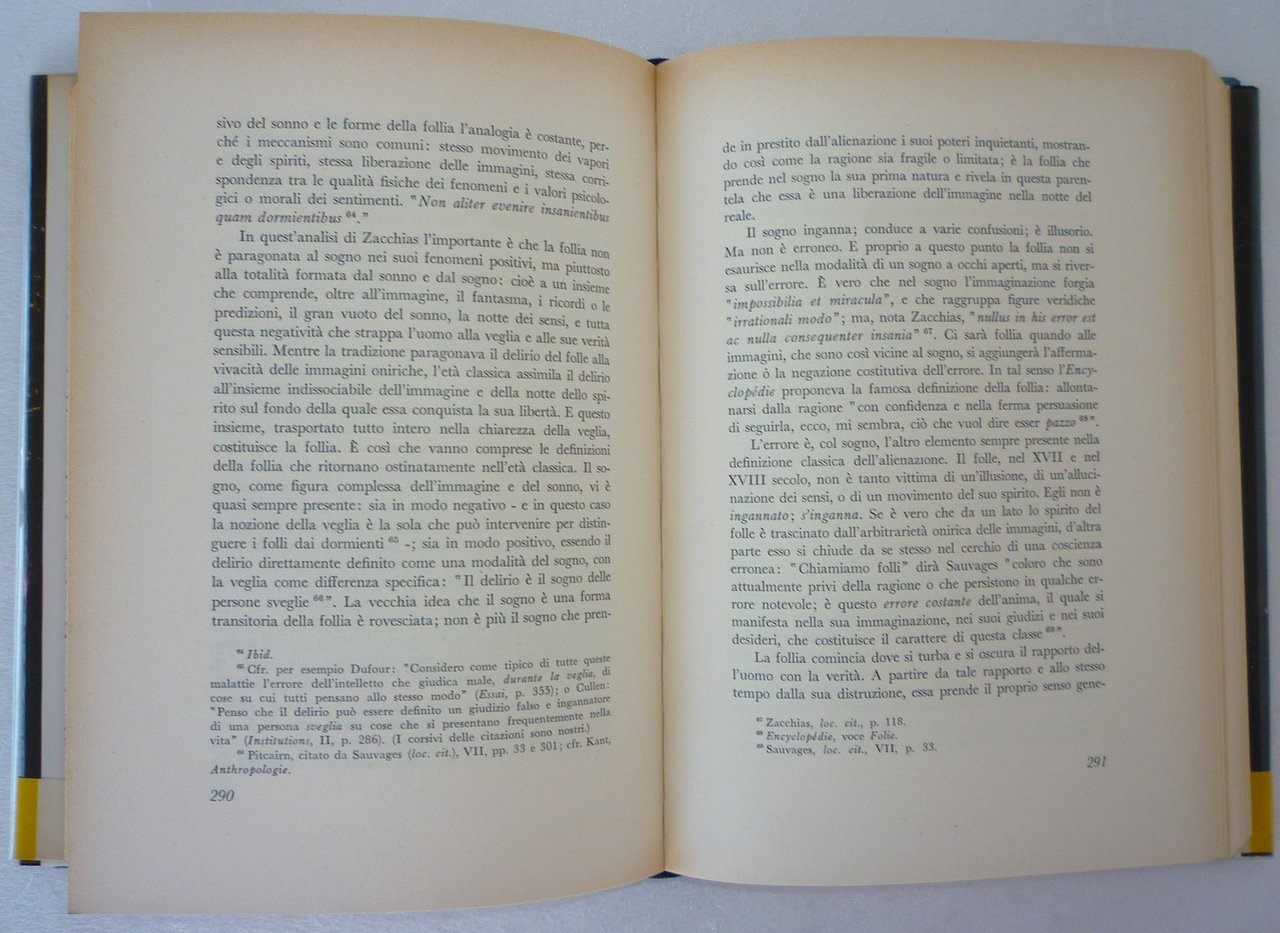 sivo del sonno e le forme della follia l'analogia è costante, per-
ché i meccanismi sono comuni: stesso movimento dei vapori
e degli spiriti, stessa liberazione delle immagini, stessa corri-
spondenza tra le qualità fisiche dei fenomeni e i valori psicolo-
gici o morali dei sentimenti. "Non aliter evenire insanientibus
quam dormientibus ⁶⁴."
In quest'analisi di Zacchias l'importante è che la follia non
è paragonata al sogno nei suoi fenomeni positivi, ma piuttosto
alla totalità formata dal sonno e dal sogno: cioè a un insieme
che comprende, oltre all'immagine, il fantasma, i ricordi o le
predizioni, il gran vuoto del sonno, la notte dei sensi, e tutta
questa negatività che strappa l'uomo alla veglia e alle sue verità
sensibili. Mentre la tradizione paragonava il delirio del folle alla
vivacità delle immagini oniriche, l'età classica assimila il delirio
all'insieme indissociabile dell'immagine e della notte dello spi-
rito sul fondo della quale essa conquista la sua libertà. E questo
insieme, trasportato tutto intero nella chiarezza della veglia,
costituisce la follia. È così che vanno comprese le definizioni
della follia che ritornano ostinatamente nell'età classica. Il so-
gno, come figura complessa dell'immagine e del sonno, vi è
quasi sempre presente: sia in modo negativo - e in questo caso
la nozione della veglia è la sola che può intervenire per distin-
guere i folli dai dormienti ⁶⁵ -; sia in modo positivo, essendo il
delirio direttamente definito come una modalità del sogno, con
la veglia come differenza specifica: "Il delirio è il sogno delle
persone sveglie ⁶⁶". La vecchia idea che il sogno è una forma
transitoria della follia è rovesciata; non è più il sogno che pren-
⁶⁴ Ibid.
⁶⁵ Cfr. per esempio Dufour: "Considero come tipico di tutte queste
malattie l'errore dell'intelletto che giudica male, durante la veglia, di
cose su cui tutti pensano allo stesso modo" (Essai, p. 355); o Cullen:
"Penso che il delirio può essere definito un giudizio falso e ingannatore
di una persona sveglia su cose che si presentano frequentemente nella
vita" (Institutions, II, p. 286). (I corsivi delle citazioni sono nostri.)
⁶⁶ Pitcairn, citato da Sauvages (loc. cit.), VII, pp. 33 e 301; cfr. Kant,
Anthropologie.
290
de in prestito dall'alienazione i suoi poteri inquietanti, mostran-
do così come la ragione sia fragile o limitata; è la follia che
prende nel sogno la sua prima natura e rivela in questa paren-
tela che essa è una liberazione dell'immagine nella notte del
reale.
Il sogno inganna; conduce a varie confusioni; è illusorio.
Ma non è erroneo. E proprio a questo punto la follia non si
esaurisce nella modalità di un sogno a occhi aperti, ma si river-
sa sull'errore. È vero che nel sogno l'immaginazione forgia
"impossibilia et miracula", e che raggruppa figure veridiche
"irrationali modo"; ma, nota Zacchias, "nullus in his error est
ac nulla consequenter insania" ⁶⁷. Ci sarà follia quando alle
immagini, che sono così vicine al sogno, si aggiungerà l'afferma-
zione ò la negazione costitutiva dell'errore. In tal senso l'Ency-
clopédie proponeva la famosa definizione della follia: allonta-
narsi dalla ragione "con confidenza e nella ferma persuasione
di seguirla, ecco, mi sembra, ciò che vuol dire esser pazzo ⁶⁸".
L'errore è, col sogno, l'altro elemento sempre presente nella
definizione classica dell'alienazione. Il folle, nel XVII e nel
XVIII secolo, non è tanto vittima di un'illusione, di un'alluci-
nazione dei sensi, o di un movimento del suo spirito. Egli non è
ingannato; s'inganna. Se è vero che da un lato lo spirito del
folle è trascinato dall'arbitrarietà onirica delle immagini, d'altra
parte esso si chiude da se stesso nel cerchio di una coscienza
erronea: "Chiamiamo folli" dirà Sauvages "coloro che sono
attualmente privi della ragione o che persistono in qualche er-
rore notevole; è questo errore costante dell'anima, il quale si
manifesta nella sua immaginazione, nei suoi giudizi e nei suoi
desideri, che costituisce il carattere di questa classe ⁶⁹".
La follia comincia dove si turba e si oscura il rapporto del-
l'uomo con la verità. A partire da tale rapporto e allo stesso
tempo dalla sua distruzione, essa prende il proprio senso gene-
⁶⁷ Zacchias, loc. cit., p. 118.
⁶⁸ Encyclopédie, voce Folie.
⁶⁹ Sauvages, loc. cit., VII, p. 33.
291